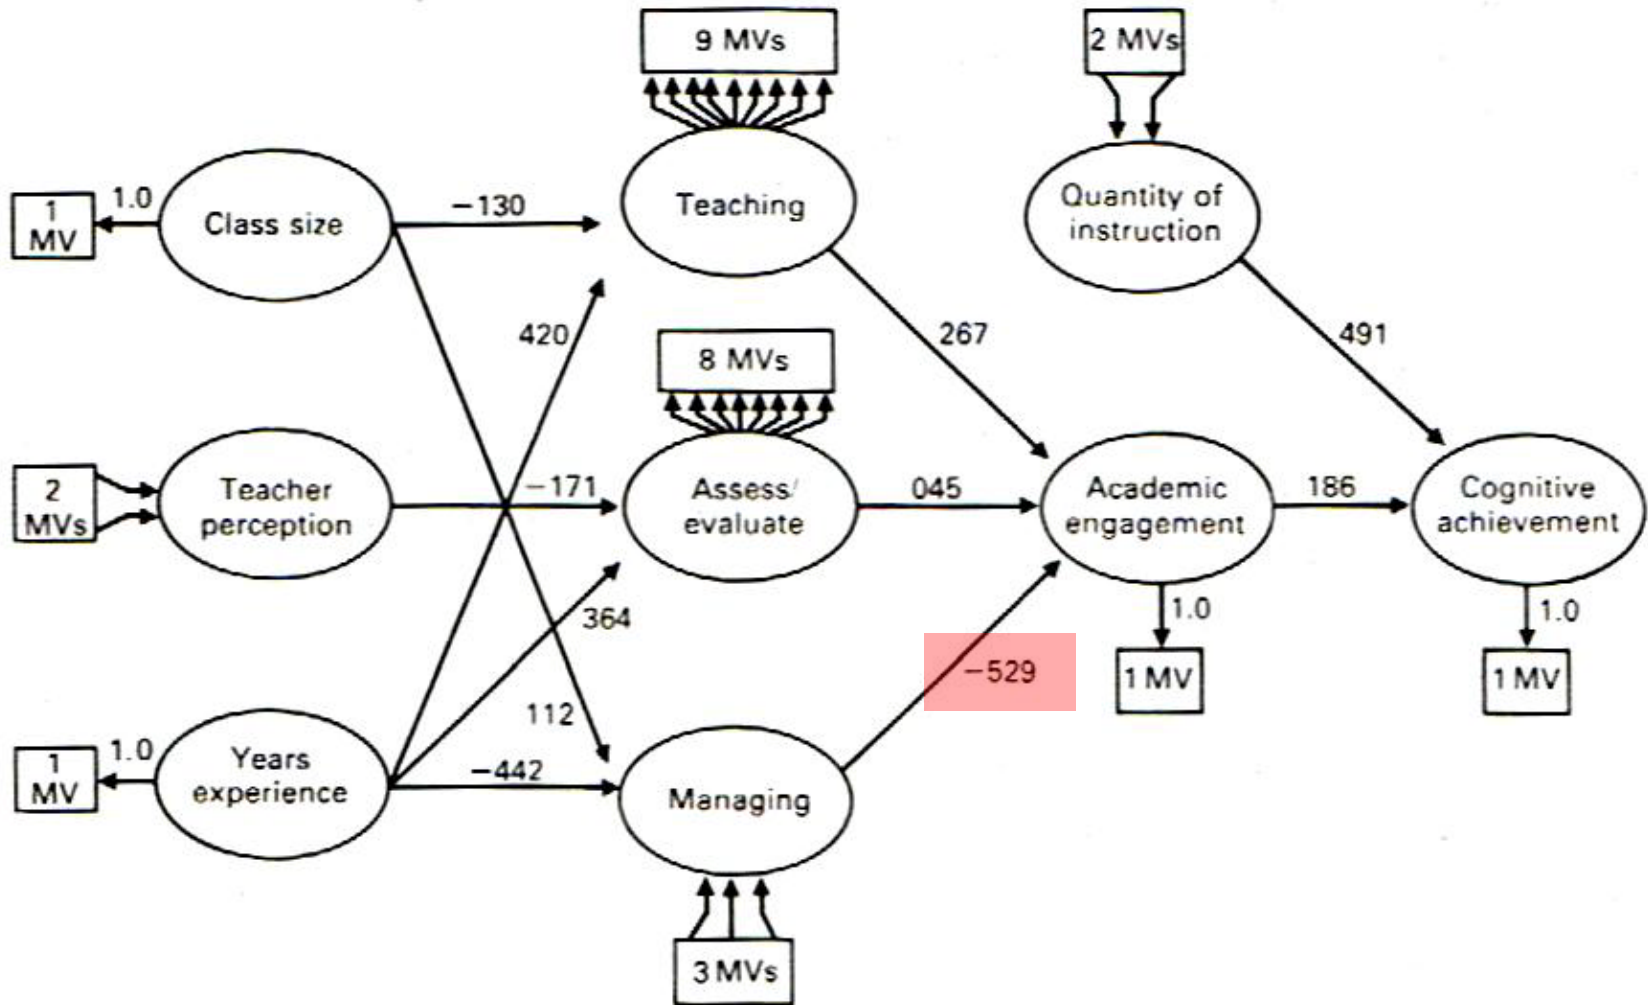 9 MVs
2 MVs
1
MV
1.0
Class size
−130
Teaching
Quantity of
instruction
420
267
491
8 MVs
2
MVs
Teacher
perception
−171
Assess/
evaluate
045
Academic
engagement
186
Cognitive
achievement
364
1.0
1.0
−529
1 MV
1 MV
112
1
MV
1.0
Years
experience
−442
Managing
3 MVs